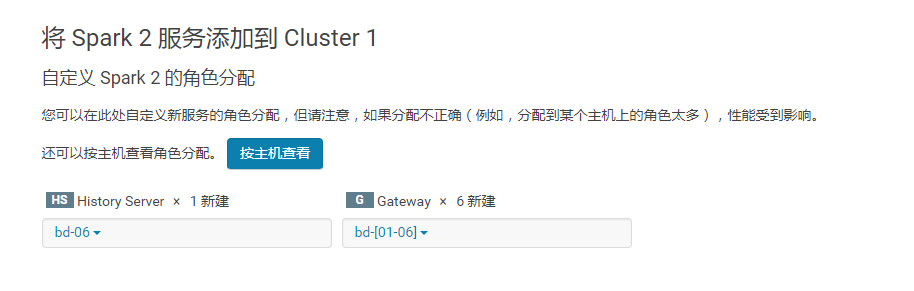 将 Spark 2 服务添加到 Cluster 1
自定义 Spark 2 的角色分配
您可以在此处自定义新服务的角色分配，但请注意，如果分配不正确（例如，分配到某个主机上的角色太多），性能受到影响。
还可以按主机查看角色分配。 按主机查看
HS History Server × 1 新建 G Gateway × 6 新建
bd-06 bd-[01-06]